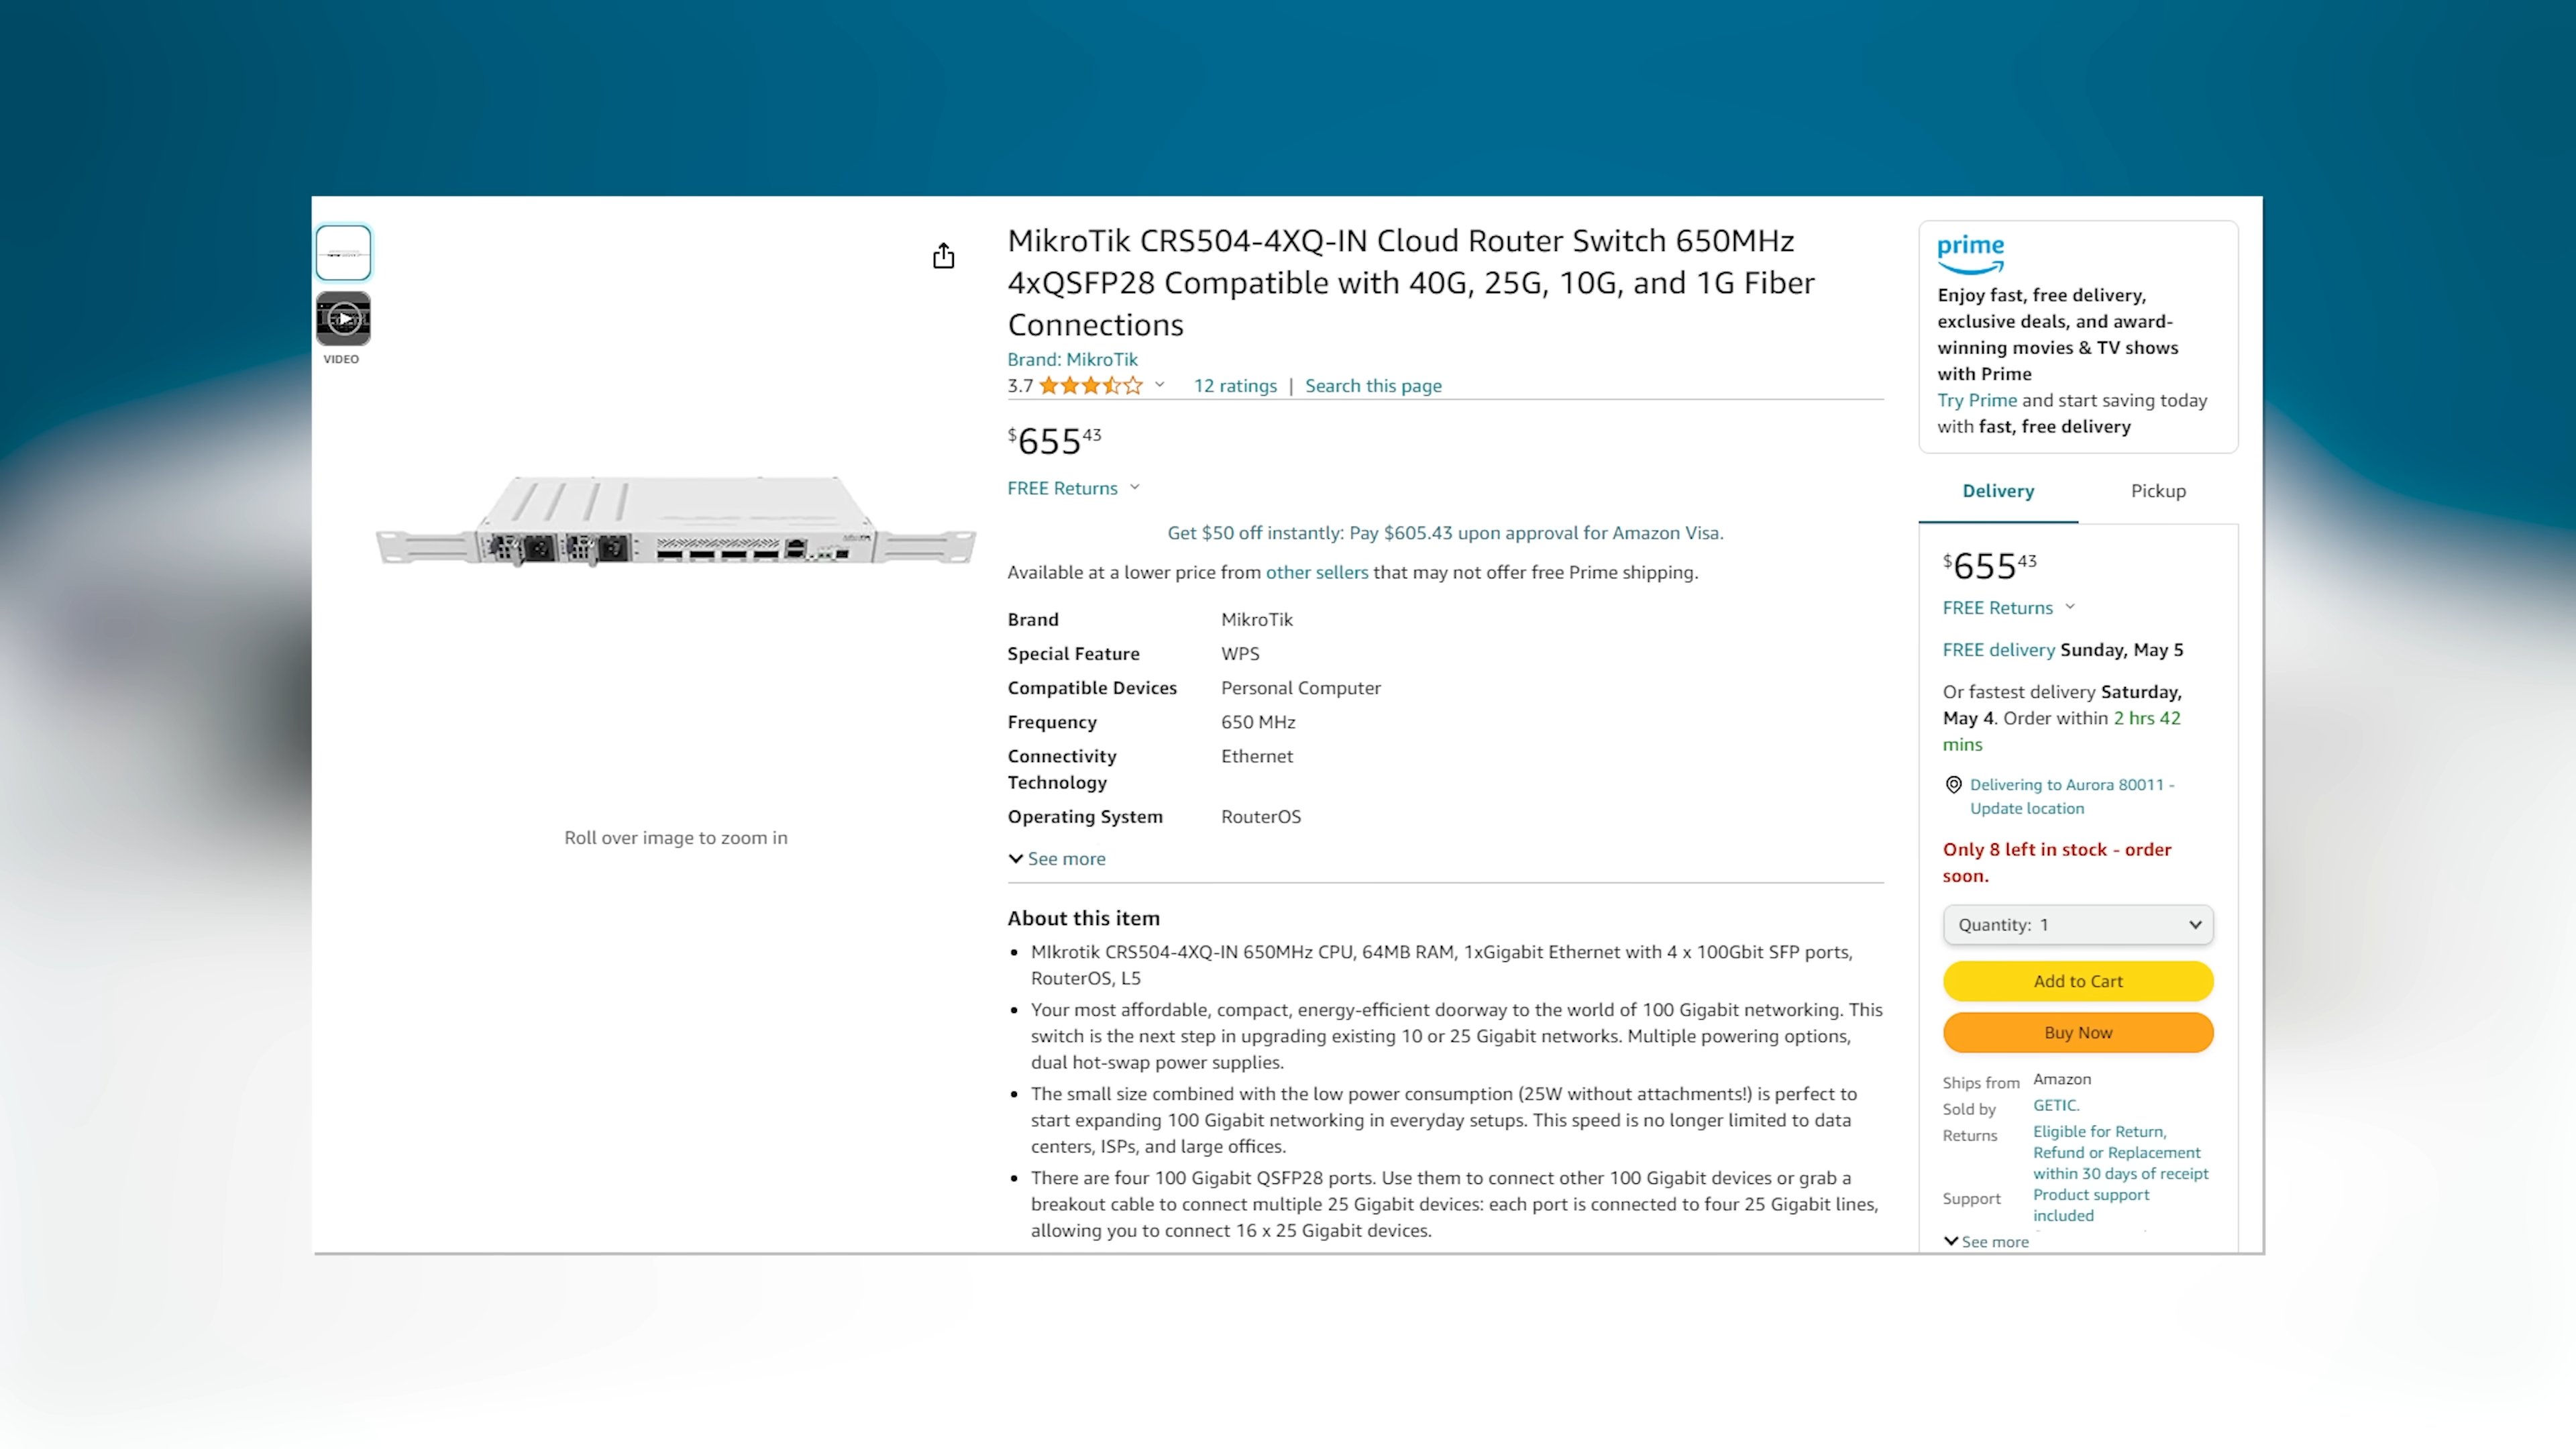 VIDEO
Roll over image to zoom in
MikroTik CRS504-4XQ-IN Cloud Router Switch 650MHz
4xQSFP28 Compatible with 40G, 25G, 10G, and 1G Fiber
Connections
Brand: MikroTik
3.7 12 ratings | Search this page
$655 43
FREE Returns
Get $50 off instantly: Pay $605.43 upon approval for Amazon Visa.
Available at a lower price from other sellers that may not offer free Prime shipping.
Brand MikroTik
Special Feature WPS
Compatible Devices Personal Computer
Frequency 650 MHz
Connectivity Ethernet
Technology
Operating System RouterOS
See more
About this item
• MIkrotik CRS504-4XQ-IN 650MHz CPU, 64MB RAM, 1xGigabit Ethernet with 4 x 100Gbit SFP ports,
RouterOS, L5
• Your most affordable, compact, energy-efficient doorway to the world of 100 Gigabit networking. This
switch is the next step in upgrading existing 10 or 25 Gigabit networks. Multiple powering options,
dual hot-swap power supplies.
• The small size combined with the low power consumption (25W without attachments!) is perfect to
start expanding 100 Gigabit networking in everyday setups. This speed is no longer limited to data
centers, ISPs, and large offices.
• There are four 100 Gigabit QSFP28 ports. Use them to connect other 100 Gigabit devices or grab a
breakout cable to connect multiple 25 Gigabit devices: each port is connected to four 25 Gigabit lines,
allowing you to connect 16 x 25 Gigabit devices.
prime
Enjoy fast, free delivery,
exclusive deals, and award-
winning movies & TV shows
with Prime
Try Prime and start saving today
with fast, free delivery
Delivery Pickup
$655 43
FREE Returns
FREE delivery Sunday, May 5
Or fastest delivery Saturday,
May 4. Order within 2 hrs 42
mins
Delivering to Aurora 80011 -
Update location
Only 8 left in stock - order
soon.
Quantity: 1
Add to Cart
Buy Now
Ships from Amazon
Sold by GETIC.
Returns Eligible for Return,
Refund or Replacement
within 30 days of receipt
Support Product support
included
See more